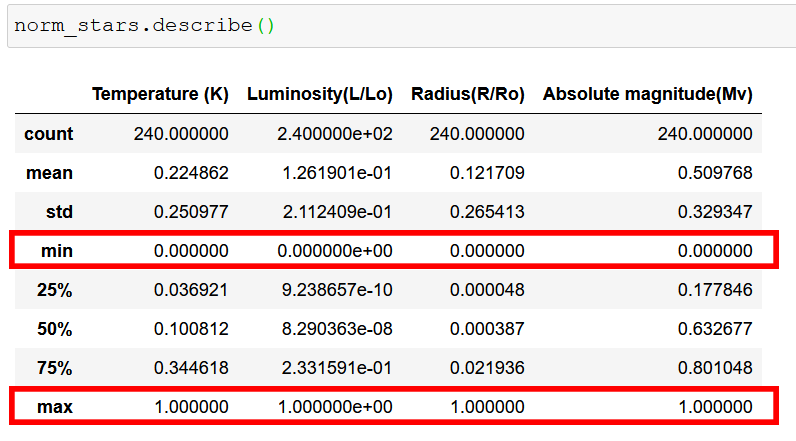 norm_stars.describe()
Temperature (K) Luminosity(L/Lo) Radius(R/Ro) Absolute magnitude(Mv)
count 240.000000 2.400000e+02 240.000000 240.000000
mean 0.224862 1.261901e-01 0.121709 0.509768
std 0.250977 2.112409e-01 0.265413 0.329347
min 0.000000 0.000000e+00 0.000000 0.000000
25% 0.036921 9.238657e-10 0.000048 0.177846
50% 0.100812 8.290363e-08 0.000387 0.632677
75% 0.344618 2.331591e-01 0.021936 0.801048
max 1.000000 1.000000e+00 1.000000 1.000000